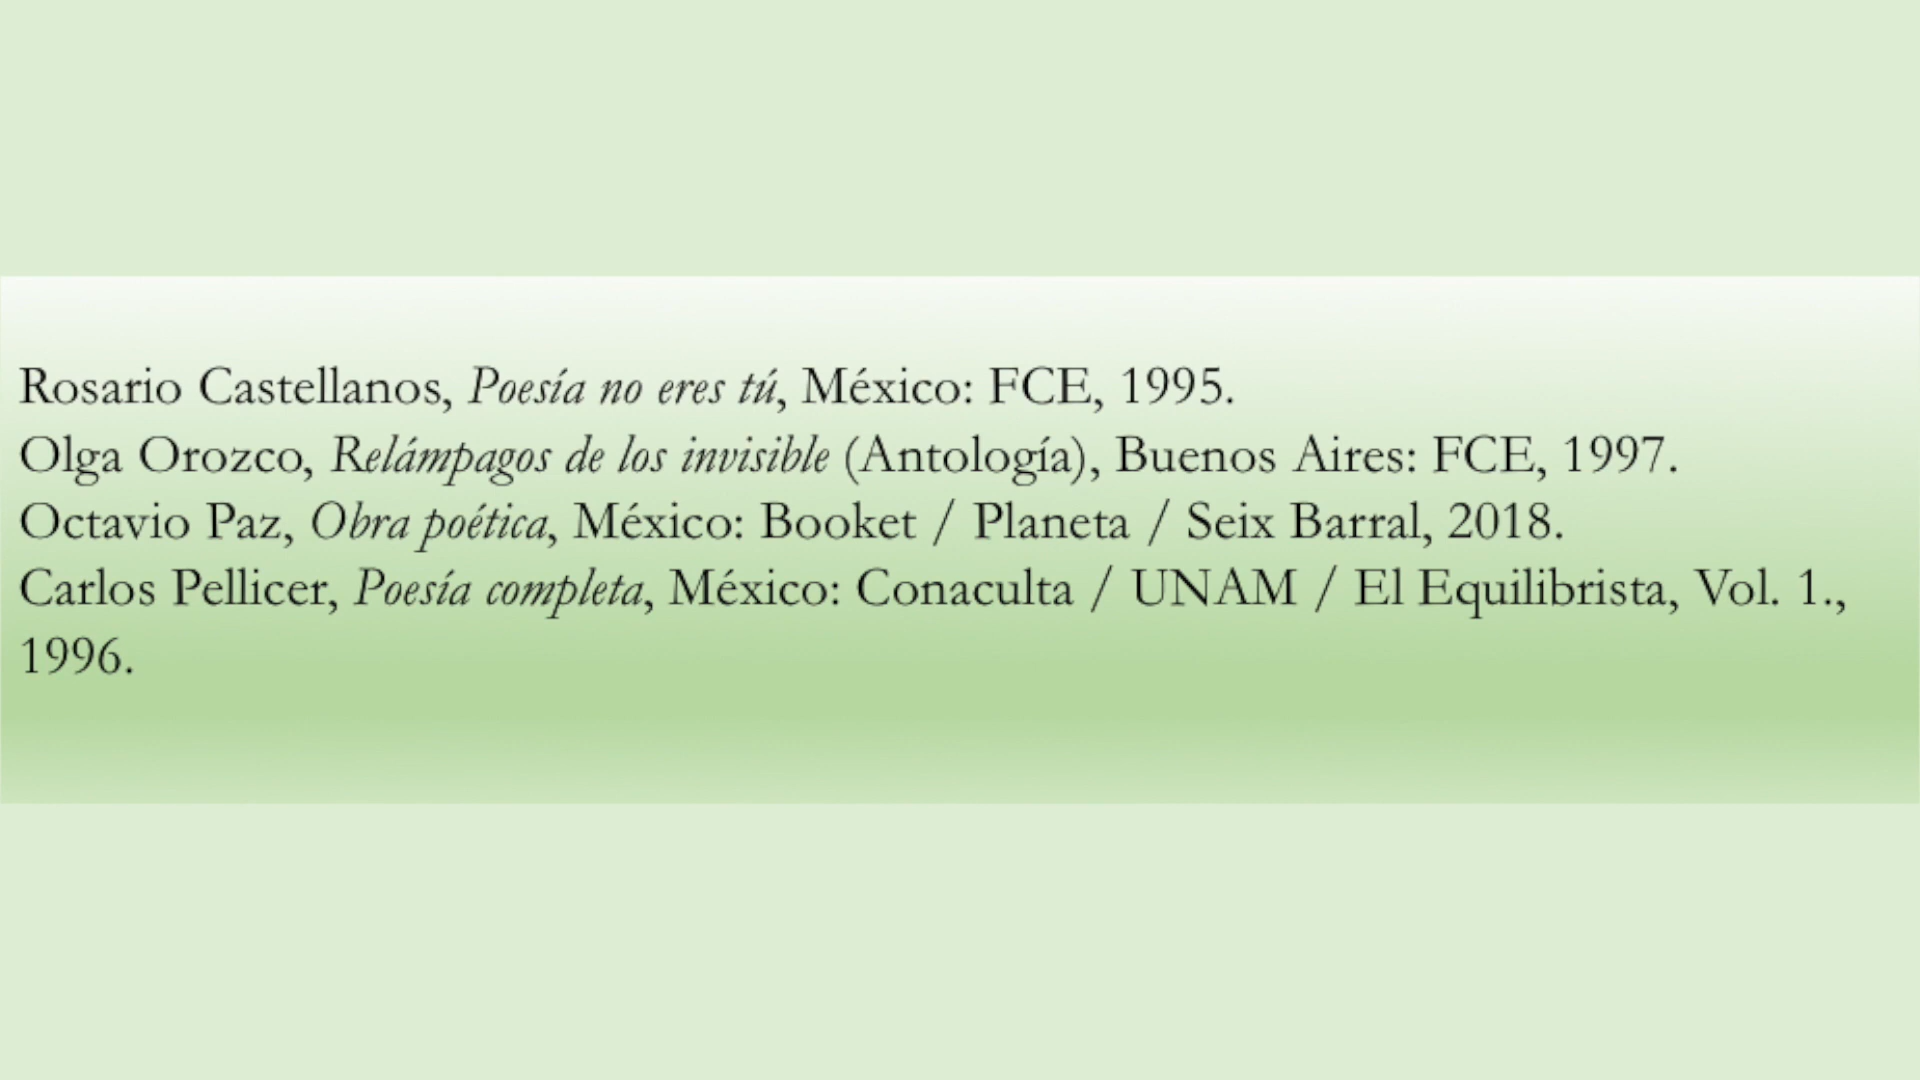 Rosario Castellanos, Poesía no eres tú, México: FCE, 1995.
Olga Orozco, Relámpagos de los invisible (Antología), Buenos Aires: FCE, 1997.
Octavio Paz, Obra poética, México: Booket / Planeta / Seix Barral, 2018.
Carlos Pellicer, Poesía completa, México: Conaculta / UNAM / El Equilibrista, Vol. 1.,
1996.